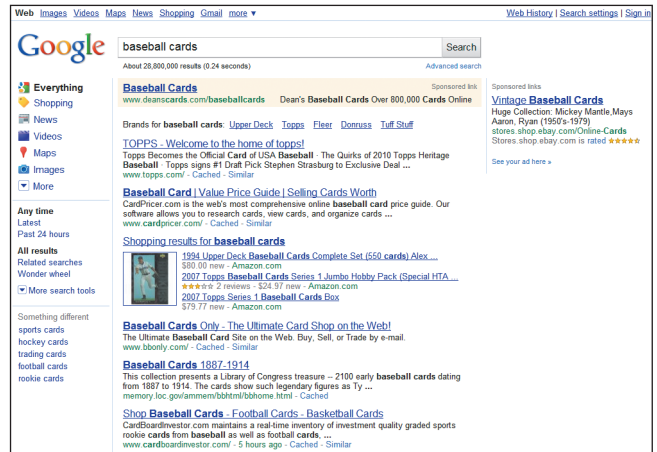 Web Images Videos Maps News Shopping Gmail more ▼
Web History | Search settings | Sign in
Google
baseball cards
Search
About 28,800,000 results (0.24 seconds)
Advanced search
Everything
Shopping
News
Videos
Maps
Images
More
Any time
Latest
Past 24 hours
All results
Related searches
Wonder wheel
More search tools
Something different
sports cards
hockey cards
trading cards
football cards
rookie cards
Baseball Cards
Sponsored link
www.deanscards.com/baseballcards Dean's Baseball Cards Over 800,000 Cards Online
Brands for baseball cards: Upper Deck Topps Fleer Donruss Tuff Stuff
TOPPS - Welcome to the home of topps!
Topps Becomes the Official Card of USA Baseball · The Quirks of 2010 Topps Heritage
Baseball · Topps signs #1 Draft Pick Stephen Strasburg to Exclusive Deal ...
www.topps.com/ - Cached - Similar
Baseball Card | Value Price Guide | Selling Cards Worth
CardPricer.com is the web's most comprehensive online baseball card price guide. Our
software allows you to research cards, view cards, and organize cards ...
www.cardpricer.com/ - Cached - Similar
Shopping results for baseball cards
1994 Upper Deck Baseball Cards Complete Set (550 cards) Alex ...
$80.00 new - Amazon.com
2007 Topps Baseball Cards Series 1 Jumbo Hobby Pack (Special HTA ...
2 reviews - $24.97 new - Amazon.com
2007 Topps Series 1 Baseball Cards Box
$79.77 new - Amazon.com
Baseball Cards Only - The Ultimate Card Shop on the Web!
The Ultimate Baseball Card Site on the Web. Buy, Sell, or Trade by e-mail.
www.bbonly.com/ - Cached - Similar
Baseball Cards 1887-1914
This collection presents a Library of Congress treasure -- 2100 early baseball cards dating
from 1887 to 1914. The cards show such legendary figures as Ty ...
memory.loc.gov/ammem/bbhtml/bbhome.html - Cached
Shop Baseball Cards - Football Cards - Basketball Cards
CardBoardInvestor.com maintains a real-time inventory of investment quality graded sports
rookie cards from baseball as well as football cards, ...
www.cardboardinvestor.com/ - 5 hours ago - Cached - Similar
Sponsored links
Vintage Baseball Cards
Huge Collection: Mickey Mantle,Mays
Aaron, Ryan (1950's-1979)
stores.shop.ebay.com/Online-Cards
Stores.shop.ebay.com is rated ★★★★★
See your ad here »